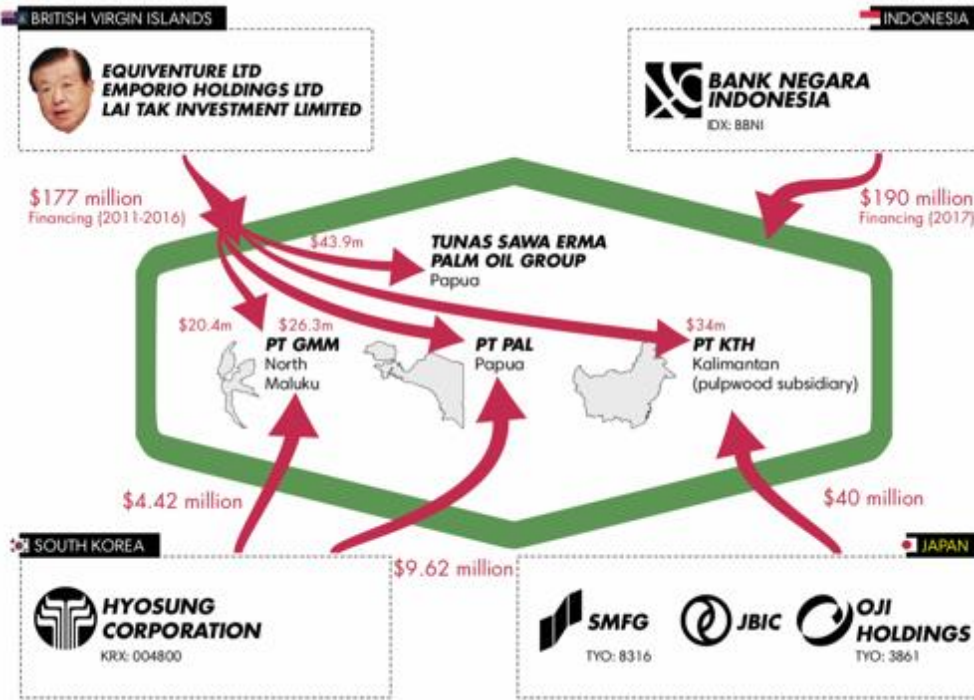 BRITISH VIRGIN ISLANDS
EQUIVENTURE LTD
EMPORIO HOLDINGS LTD
LAI TAK INVESTMENT LIMITED
INDONESIA
BANK NEGARA
INDONESIA
IDX: BBNI
$177 million
Financing (2011-2016)
$190 million
Financing (2017)
$43.9m
TUNAS SAWA ERMA
PALM OIL GROUP
Papua
$20.4m
PT GMM
North
Maluku
$26.3m
PT PAL
Papua
$34m
PT KTH
Kalimantan
(pulpwood subsidiary)
$4.42 million
$9.62 million
$40 million
SOUTH KOREA
HYOSUNG
CORPORATION
KRX: 004800
JAPAN
SMFG
TYO: 8316
JBIC
OJI
HOLDINGS
TYO: 3861